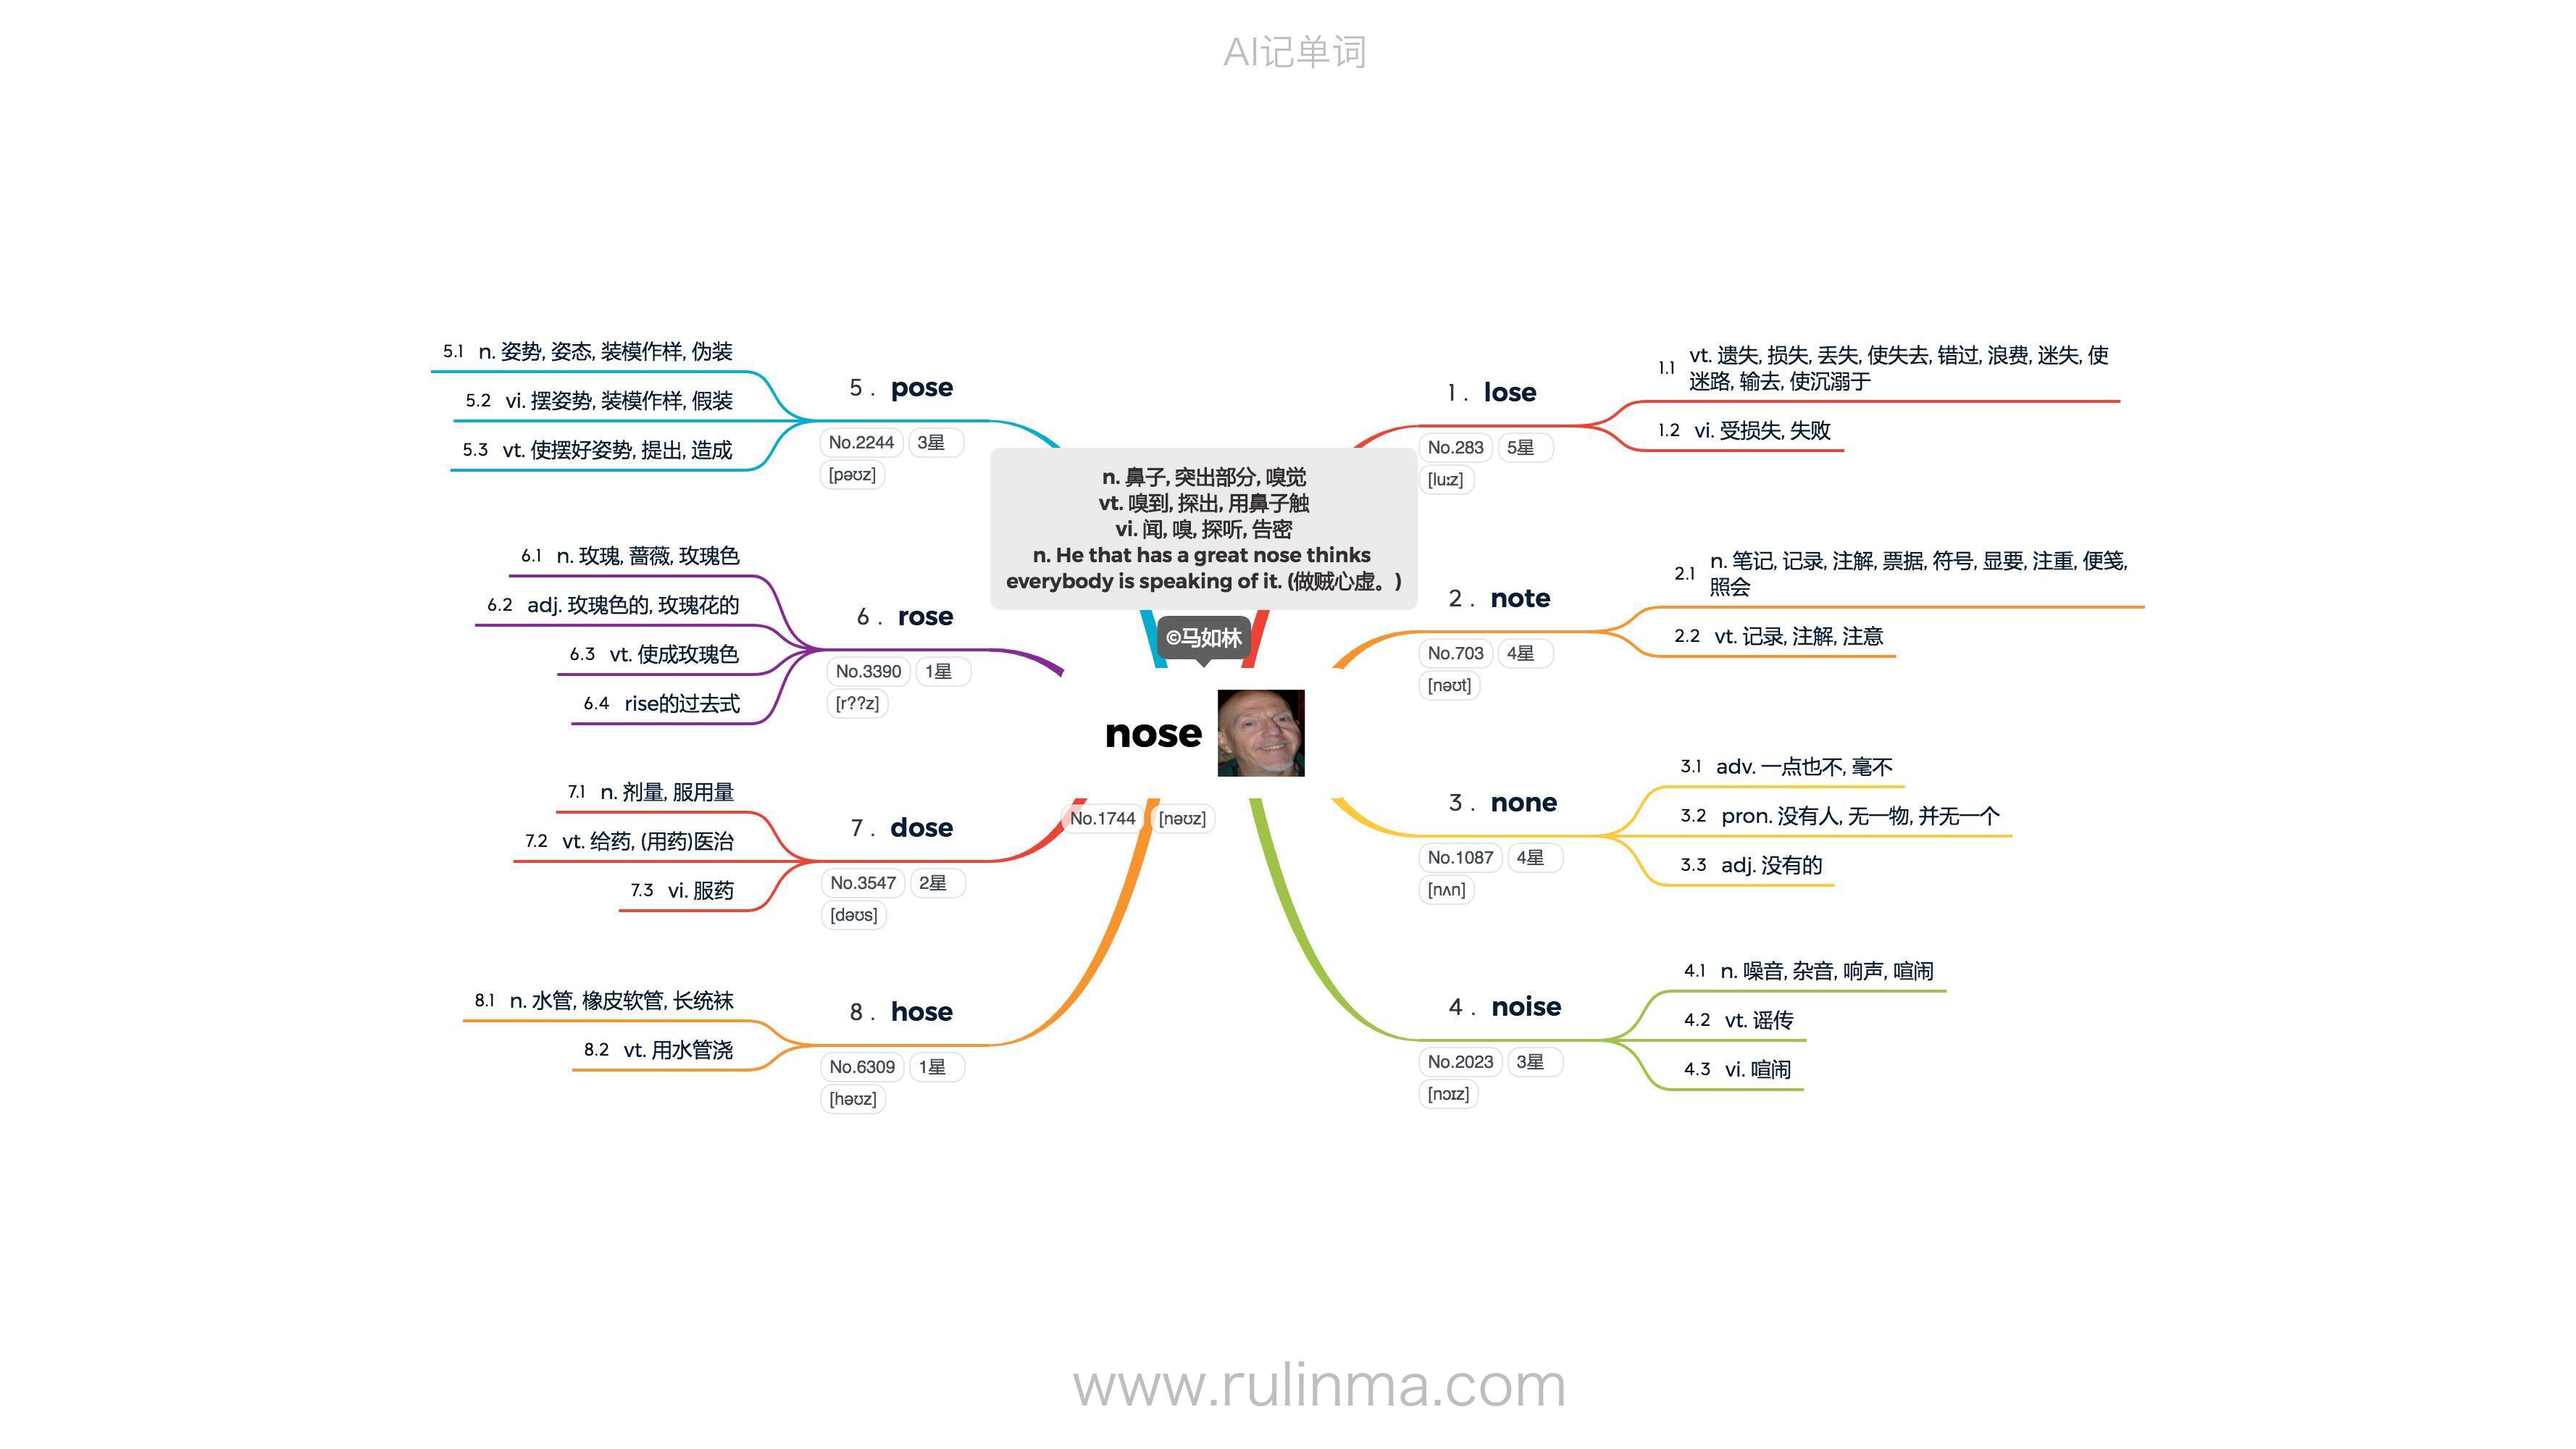 AI记单词
n. 鼻子, 突出部分, 嗅觉
vt. 嗅到, 探出, 用鼻子触
vi. 闻, 嗅, 探听, 告密
n. He that has a great nose thinks
everybody is speaking of it. (做贼心虚。)
©马如林
nose
No.1744 [nəʊz]
1. lose
No.283 5星
[luːz]
1.1 vt. 遗失, 损失, 丢失, 使失去, 错过, 浪费, 迷失, 使
迷路, 输去, 使沉溺于
1.2 vi. 受损失, 失败
2. note
No.703 4星
[nəʊt]
2.1 n. 笔记, 记录, 注解, 票据, 符号, 显要, 注重, 便笺,
照会
2.2 vt. 记录, 注解, 注意
3. none
No.1087 4星
[nʌn]
3.1 adv. 一点也不, 毫不
3.2 pron. 没有人, 无一物, 并无一个
3.3 adj. 没有的
4. noise
No.2023 3星
[nɔɪz]
4.1 n. 噪音, 杂音, 响声, 喧闹
4.2 vt. 谣传
4.3 vi. 喧闹
5. pose
No.2244 3星
[pəʊz]
5.1 n. 姿势, 姿态, 装模作样, 伪装
5.2 vi. 摆姿势, 装模作样, 假装
5.3 vt. 使摆好姿势, 提出, 造成
6. rose
No.3390 1星
[r??z]
6.1 n. 玫瑰, 蔷薇, 玫瑰色
6.2 adj. 玫瑰色的, 玫瑰花的
6.3 vt. 使成玫瑰色
6.4 rise的过去式
7. dose
No.3547 2星
[dəʊs]
7.1 n. 剂量, 服用量
7.2 vt. 给药, (用药)医治
7.3 vi. 服药
8. hose
No.6309 1星
[həʊz]
8.1 n. 水管, 橡皮软管, 长统袜
8.2 vt. 用水管浇
www.rulinma.com